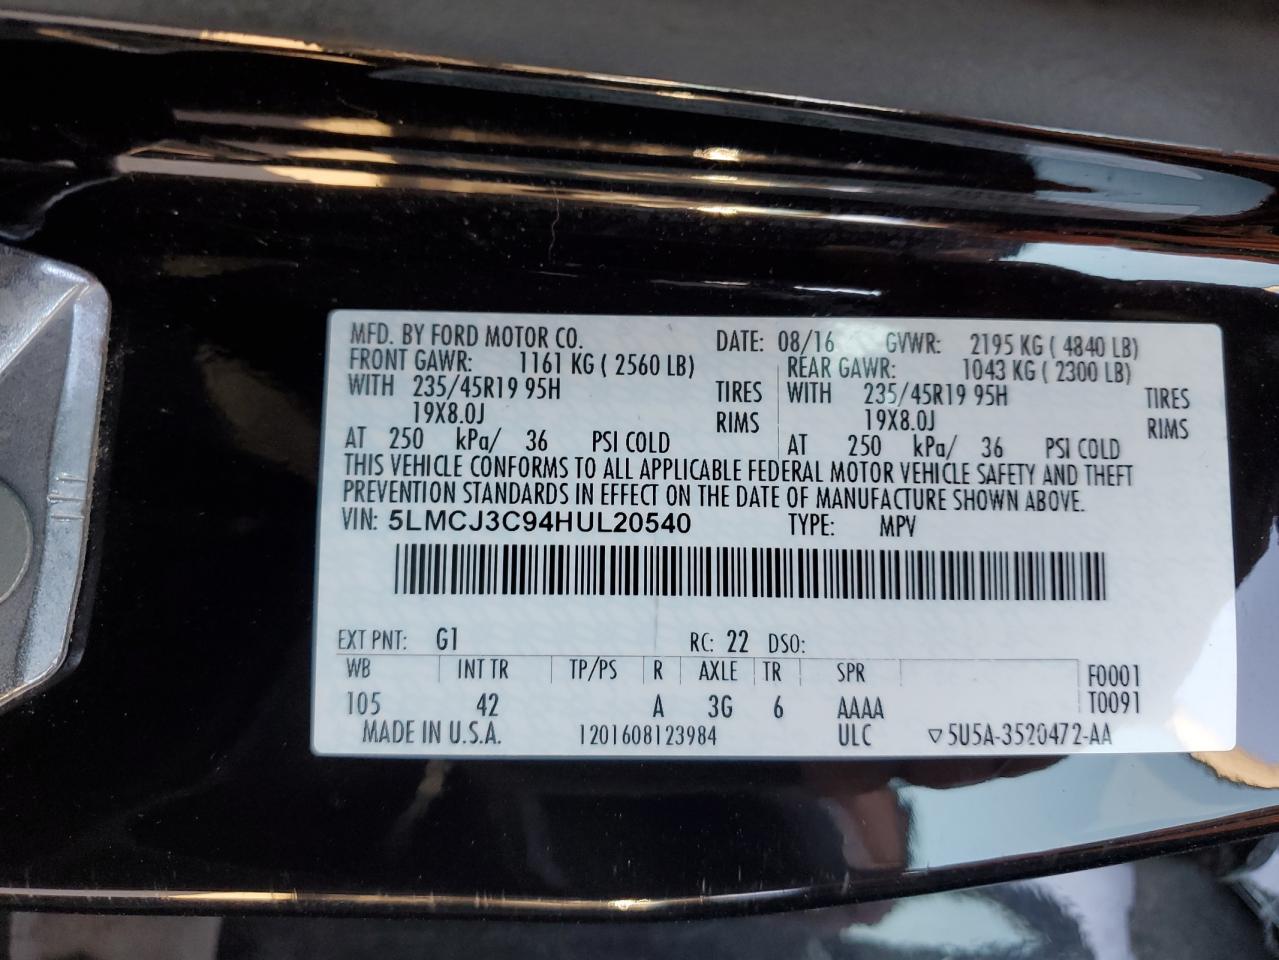 MFD. BY FORD MOTOR CO. DATE: 08/16 GVWR: 2195 KG ( 4840 LB)
FRONT GAWR: 1161 KG ( 2560 LB) REAR GAWR: 1043 KG ( 2300 LB)
WITH 235/45R19 95H TIRES WITH 235/45R19 95H TIRES
19X8.0J RIMS 19X8.0J RIMS
AT 250 kPa/ 36 PSI COLD AT 250 kPa/ 36 PSI COLD
THIS VEHICLE CONFORMS TO ALL APPLICABLE FEDERAL MOTOR VEHICLE SAFETY AND THEFT
PREVENTION STANDARDS IN EFFECT ON THE DATE OF MANUFACTURE SHOWN ABOVE.
VIN: 5LMCJ3C94HUL20540 TYPE: MPV
EXT PNT: G1 RC: 22 DSO:
WB INT TR TP/PS R AXLE TR SPR F0001
105 42 A 3G 6 AAAA T0091
MADE IN U.S.A. 1201608123984 ULC ▽5U5A-3520472-AA